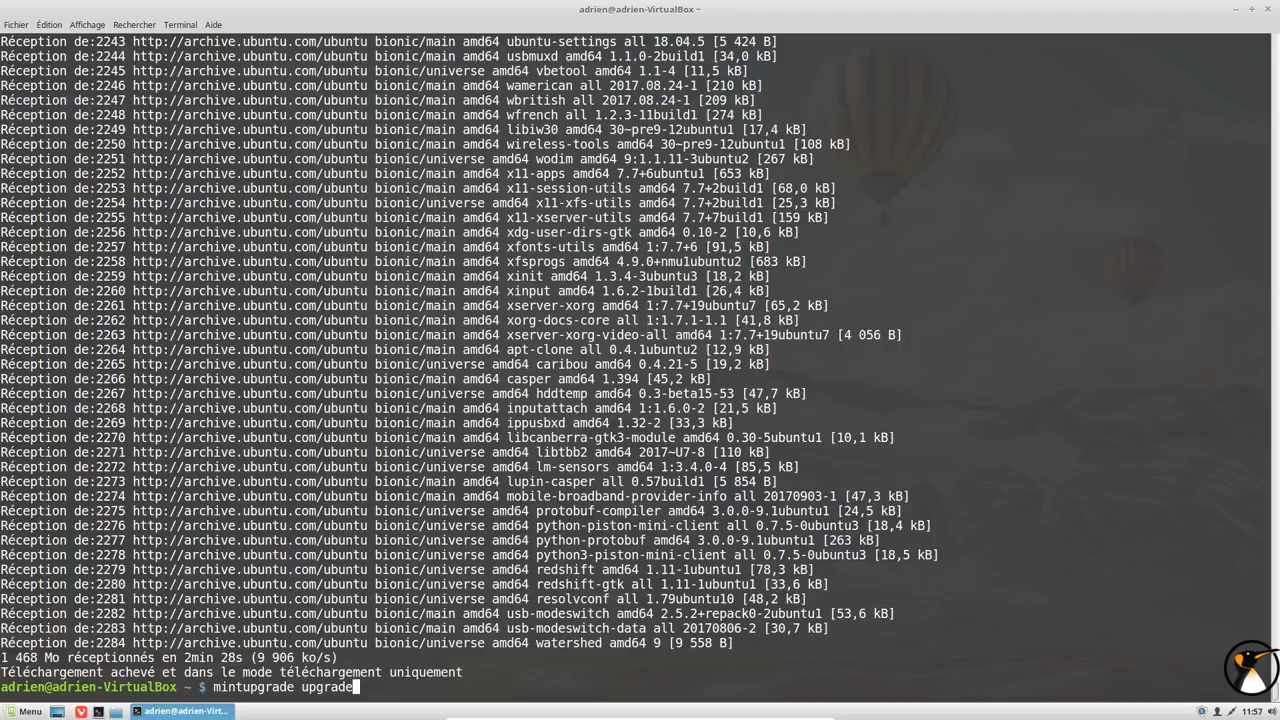 adrien@adrien-VirtualBox
Fichier Édition Affichage Rechercher Terminal Aide
Réception de:2243 http://archive.ubuntu.com/ubuntu bionic/main amd64 ubuntu-settings all 18.04.5 [5 424 B]
Réception de:2244 http://archive.ubuntu.com/ubuntu bionic/main amd64 usbmuxd amd64 1.1.0-2build1 [34,0 kB]
Réception de:2245 http://archive.ubuntu.com/ubuntu bionic/universe amd64 vbetool amd64 1.1-4 [11,5 kB]
Réception de:2246 http://archive.ubuntu.com/ubuntu bionic/main amd64 wamerican all 2017.08.24-1 [210 kB]
Réception de:2247 http://archive.ubuntu.com/ubuntu bionic/main amd64 wbritish all 2017.08.24-1 [209 kB]
Réception de:2248 http://archive.ubuntu.com/ubuntu bionic/main amd64 wfrench all 1.2.3-11build1 [274 kB]
Réception de:2249 http://archive.ubuntu.com/ubuntu bionic/main amd64 libiw30 amd64 30~pre9-12ubuntu1 [17,4 kB]
Réception de:2250 http://archive.ubuntu.com/ubuntu bionic/main amd64 wireless-tools amd64 30~pre9-12ubuntu1 [108 kB]
Réception de:2251 http://archive.ubuntu.com/ubuntu bionic/universe amd64 wodim amd64 9:1.1.11-3ubuntu2 [267 kB]
Réception de:2252 http://archive.ubuntu.com/ubuntu bionic/main amd64 x11-apps amd64 7.7+6ubuntu1 [653 kB]
Réception de:2253 http://archive.ubuntu.com/ubuntu bionic/main amd64 x11-session-utils amd64 7.7+2build1 [68,0 kB]
Réception de:2254 http://archive.ubuntu.com/ubuntu bionic/universe amd64 x11-xfs-utils amd64 7.7+2build1 [25,3 kB]
Réception de:2255 http://archive.ubuntu.com/ubuntu bionic/main amd64 x11-xserver-utils amd64 7.7+7build1 [159 kB]
Réception de:2256 http://archive.ubuntu.com/ubuntu bionic/main amd64 xdg-user-dirs-gtk amd64 0.10-2 [10,6 kB]
Réception de:2257 http://archive.ubuntu.com/ubuntu bionic/main amd64 xfonts-utils amd64 1:7.7+6 [91,5 kB]
Réception de:2258 http://archive.ubuntu.com/ubuntu bionic/main amd64 xfsprogs amd64 4.9.0+nmu1ubuntu2 [683 kB]
Réception de:2259 http://archive.ubuntu.com/ubuntu bionic/main amd64 xinit amd64 1.3.4-3ubuntu3 [18,2 kB]
Réception de:2260 http://archive.ubuntu.com/ubuntu bionic/main amd64 xinput amd64 1.6.2-1build1 [26,4 kB]
Réception de:2261 http://archive.ubuntu.com/ubuntu bionic/main amd64 xserver-xorg amd64 1:7.7+19ubuntu7 [65,2 kB]
Réception de:2262 http://archive.ubuntu.com/ubuntu bionic/main amd64 xorg-docs-core all 1:1.7.1-1.1 [41,8 kB]
Réception de:2263 http://archive.ubuntu.com/ubuntu bionic/main amd64 xserver-xorg-video-all amd64 1:7.7+19ubuntu7 [4 056 B]
Réception de:2264 http://archive.ubuntu.com/ubuntu bionic/main amd64 apt-clone all 0.4.1ubuntu2 [12,9 kB]
Réception de:2265 http://archive.ubuntu.com/ubuntu bionic/universe amd64 caribou amd64 0.4.21-5 [19,2 kB]
Réception de:2266 http://archive.ubuntu.com/ubuntu bionic/main amd64 casper amd64 1.394 [45,2 kB]
Réception de:2267 http://archive.ubuntu.com/ubuntu bionic/universe amd64 hddtemp amd64 0.3-beta15-53 [47,7 kB]
Réception de:2268 http://archive.ubuntu.com/ubuntu bionic/main amd64 inputattach amd64 1:1.6.0-2 [21,5 kB]
Réception de:2269 http://archive.ubuntu.com/ubuntu bionic/main amd64 ippusbxd amd64 1.32-2 [33,3 kB]
Réception de:2270 http://archive.ubuntu.com/ubuntu bionic/main amd64 libcanberra-gtk3-module amd64 0.30-5ubuntu1 [10,1 kB]
Réception de:2271 http://archive.ubuntu.com/ubuntu bionic/universe amd64 libtbb2 amd64 2017~U7-8 [110 kB]
Réception de:2272 http://archive.ubuntu.com/ubuntu bionic/universe amd64 lm-sensors amd64 1:3.4.0-4 [85,5 kB]
Réception de:2273 http://archive.ubuntu.com/ubuntu bionic/main amd64 lupin-casper all 0.57build1 [5 854 B]
Réception de:2274 http://archive.ubuntu.com/ubuntu bionic/main amd64 mobile-broadband-provider-info all 20170903-1 [47,3 kB]
Réception de:2275 http://archive.ubuntu.com/ubuntu bionic/universe amd64 protobuf-compiler amd64 3.0.0-9.1ubuntu1 [24,5 kB]
Réception de:2276 http://archive.ubuntu.com/ubuntu bionic/universe amd64 python-piston-mini-client all 0.7.5-0ubuntu3 [18,4 kB]
Réception de:2277 http://archive.ubuntu.com/ubuntu bionic/universe amd64 python-protobuf amd64 3.0.0-9.1ubuntu1 [263 kB]
Réception de:2278 http://archive.ubuntu.com/ubuntu bionic/universe amd64 python3-piston-mini-client all 0.7.5-0ubuntu3 [18,5 kB]
Réception de:2279 http://archive.ubuntu.com/ubuntu bionic/universe amd64 redshift amd64 1.11-1ubuntu1 [78,3 kB]
Réception de:2280 http://archive.ubuntu.com/ubuntu bionic/universe amd64 redshift-gtk all 1.11-1ubuntu1 [33,6 kB]
Réception de:2281 http://archive.ubuntu.com/ubuntu bionic/universe amd64 resolvconf all 1.79ubuntu10 [48,2 kB]
Réception de:2282 http://archive.ubuntu.com/ubuntu bionic/main amd64 usb-modeswitch amd64 2.5.2+repack0-2ubuntu1 [53,6 kB]
Réception de:2283 http://archive.ubuntu.com/ubuntu bionic/main amd64 usb-modeswitch-data all 20170806-2 [30,7 kB]
Réception de:2284 http://archive.ubuntu.com/ubuntu bionic/universe amd64 watershed amd64 9 [9 558 B]
1 468 Mo réceptionnés en 2min 28s (9 906 ko/s)
Téléchargement achevé et dans le mode téléchargement uniquement
adrien@adrien-VirtualBox ~ $ mintupgrade upgrade
Menu adrien@adrien-Virt... 11:57